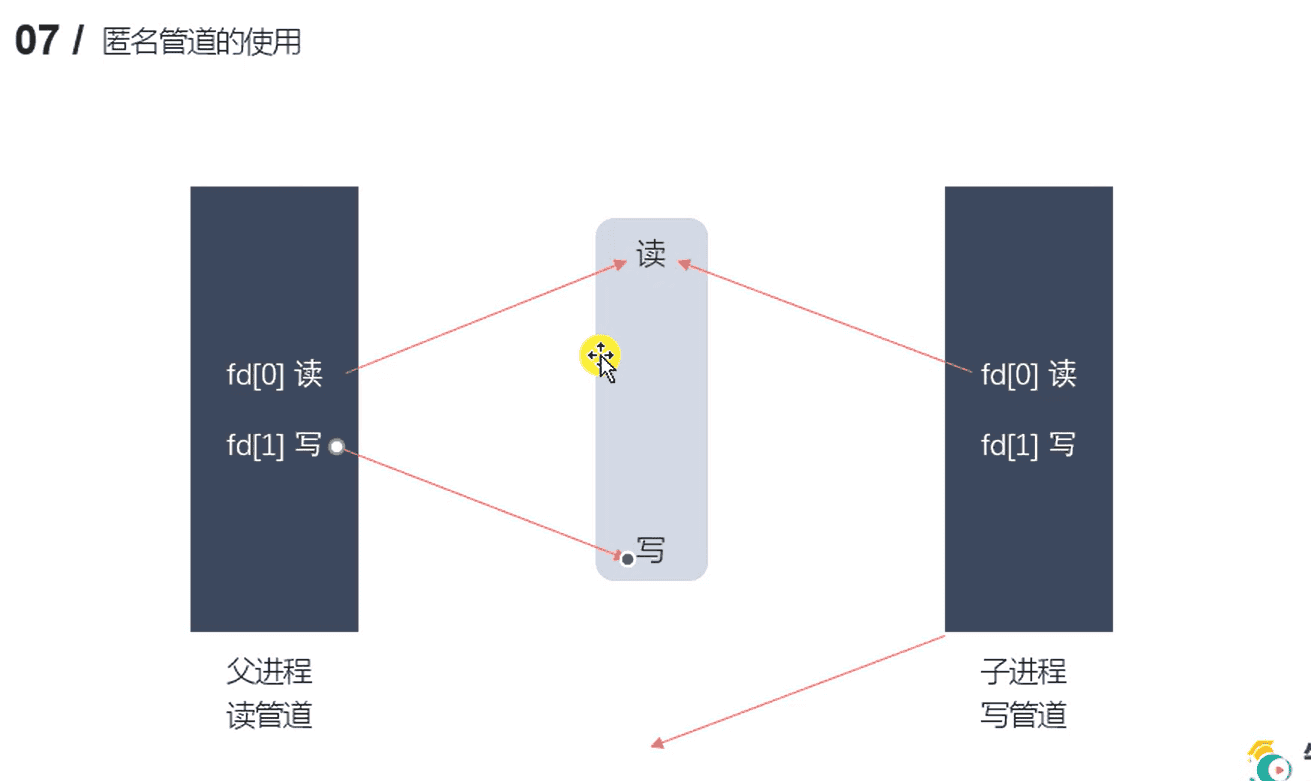 07 / 匿名管道的使用
读
fd[0] 读
fd[0] 读
fd[1] 写
fd[1] 写
写
父进程
子进程
读管道
写管道